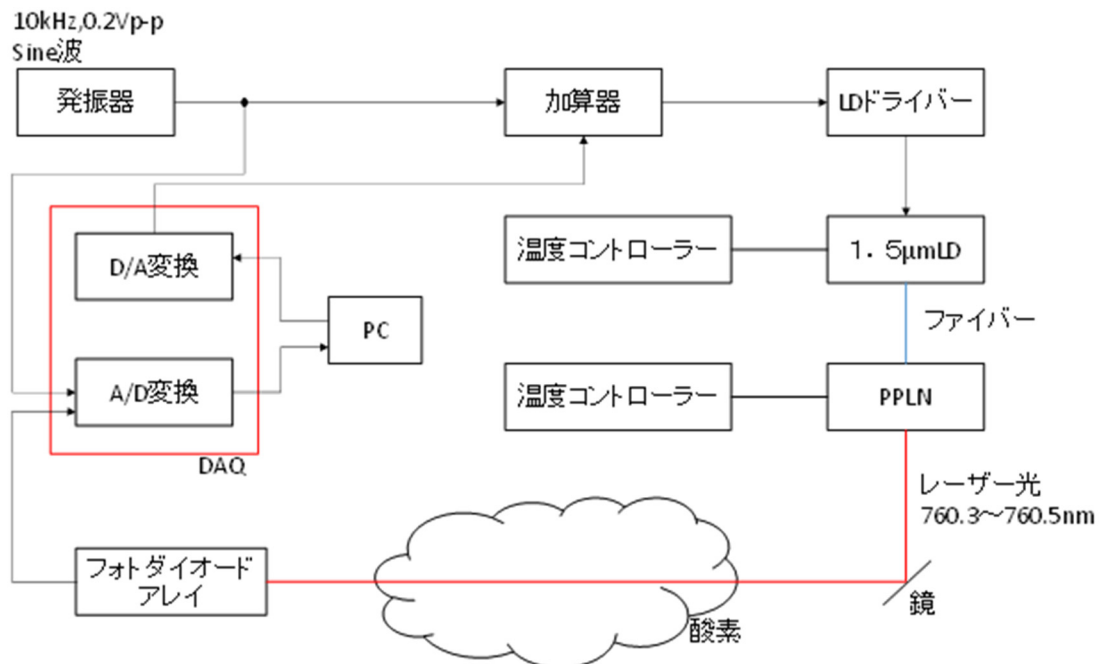 10kHz,0.2Vp-p
Sine波
発振器
加算器
LDドライバー
温度コントローラー
1．5μmLD
D/A変換
PC
ファイバー
A/D変換
温度コントローラー
PPLN
DAQ
レーザー光
760.3～760.5nm
フォトダイオード
アレイ
鏡
酸素